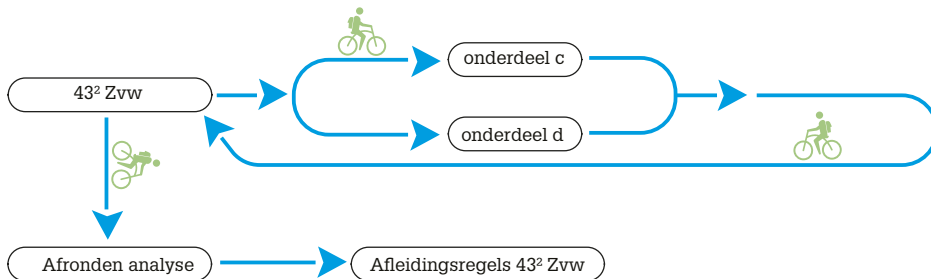 onderdeel c
43² Zvw
onderdeel d
Afronden analyse
Afleidingsregels 43² Zvw